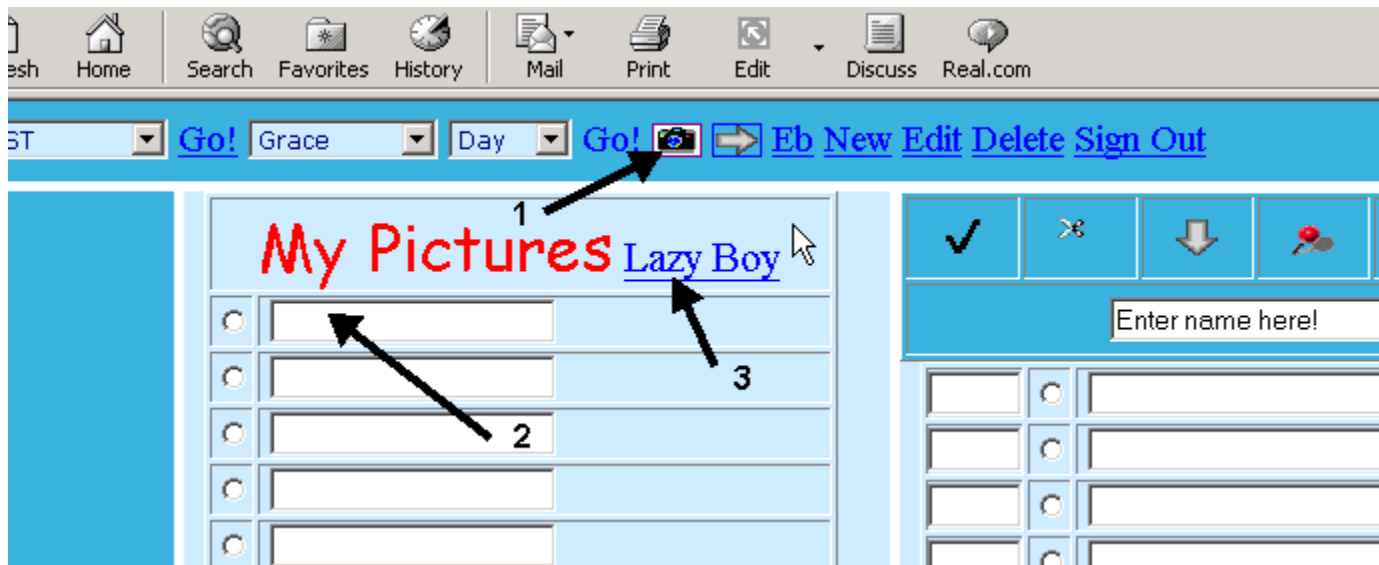 esh Home Search Favorites History Mail Print Edit Discuss Real.com
ST Go! Grace Day Go! Eb New Edit Delete Sign Out
1
My Pictures Lazy Boy
Enter name here!
3
2